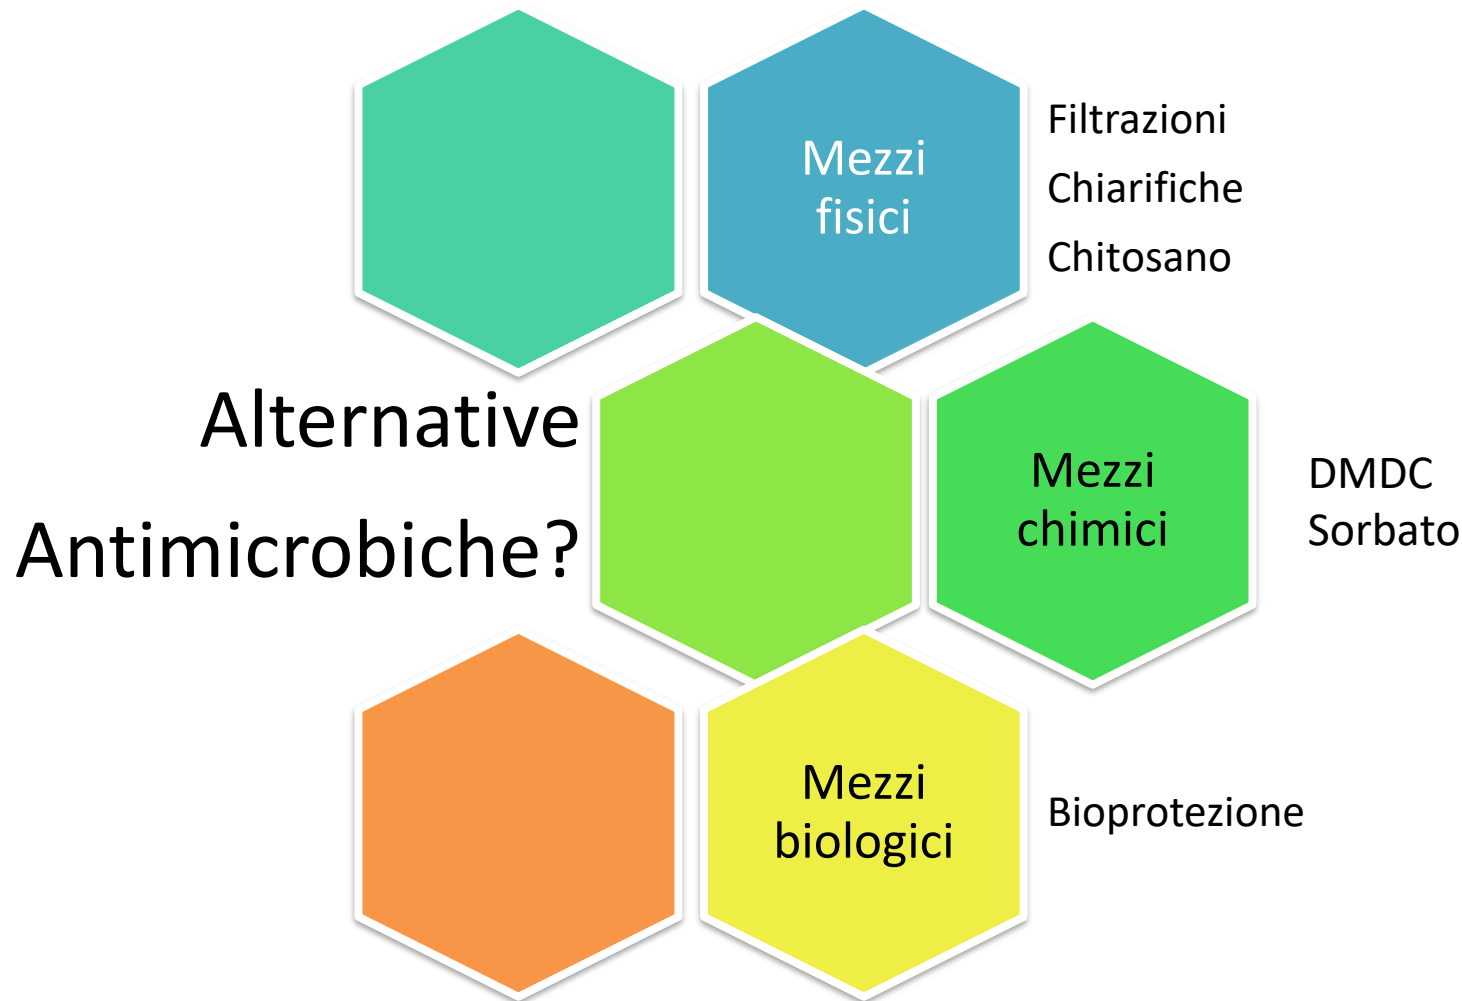 Alternative
Antimicrobiche?
Mezzi
fisici
Filtrazioni
Chiarifiche
Chitosano
Mezzi
chimici
DMDC
Sorbato
Mezzi
biologici
Bioprotezione